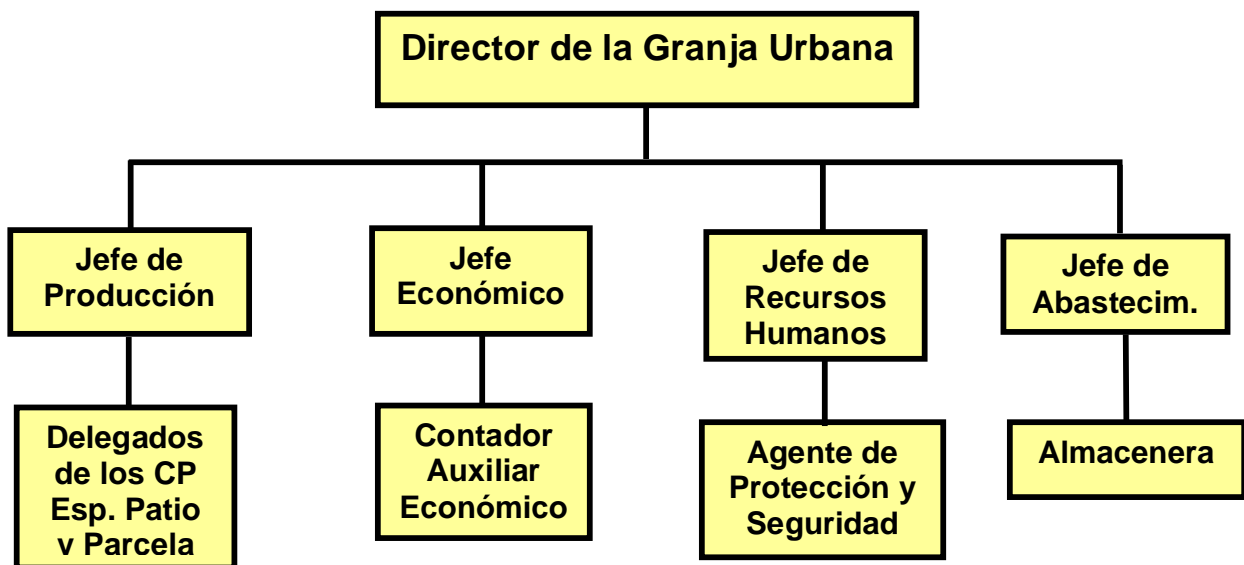 Director de la Granja Urbana
Jefe de
Producción
Jefe
Económico
Jefe de
Recursos
Humanos
Jefe de
Abastecim.
Delegados
de los CP
Esp. Patio
y Parcela
Contador
Auxiliar
Económico
Agente de
Protección y
Seguridad
Almacenera